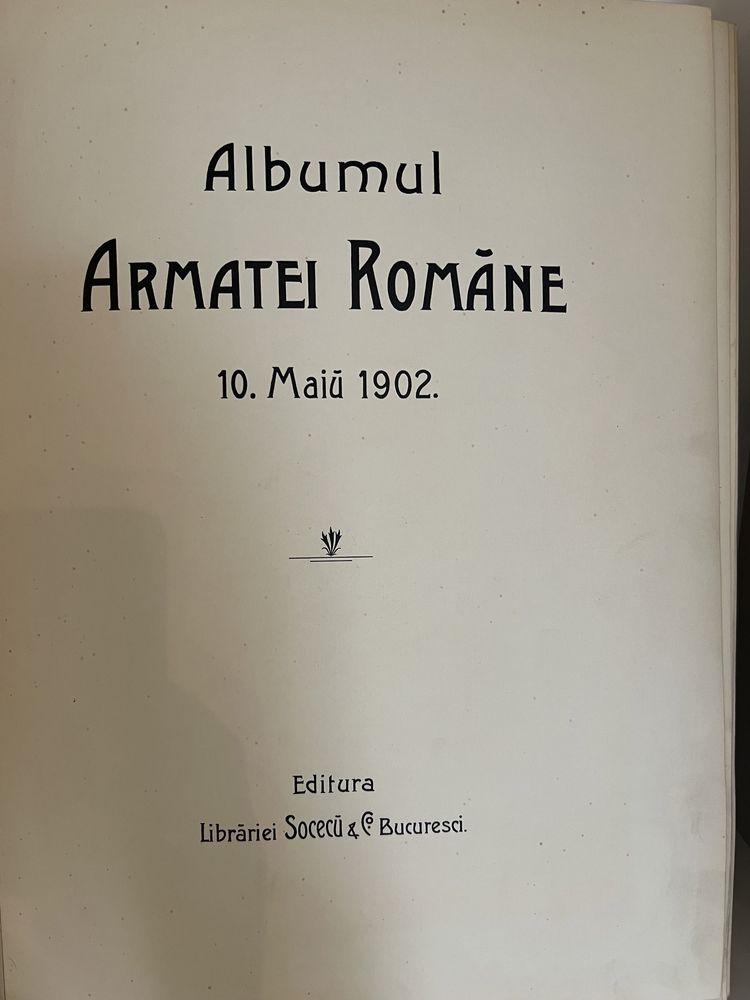 Albumul
ARMATEI ROMÂNE
10. Maiŭ 1902.
Editura
Librăriei Socecŭ & Co. Bucuresci.